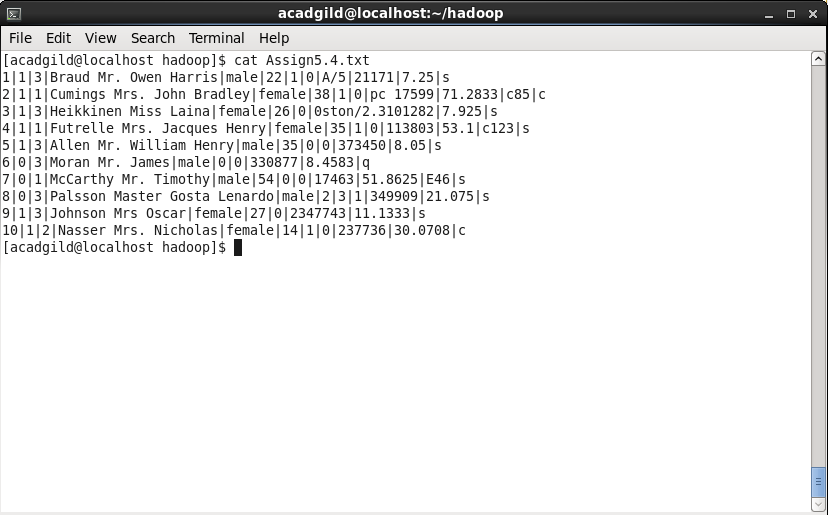 acadgild@localhost:~/hadoop
File Edit View Search Terminal Help
[acadgild@localhost hadoop]$ cat Assign5.4.txt
1|1|3|Braud Mr. Owen Harris|male|22|1|0|A/5|21171|7.25|s
2|1|1|Cumings Mrs. John Bradley|female|38|1|0|pc 17599|71.2833|c85|c
3|1|3|Heikkinen Miss Laina|female|26|0|0ston/2.3101282|7.925|s
4|1|1|Futrelle Mrs. Jacques Henry|female|35|1|0|113803|53.1|c123|s
5|1|3|Allen Mr. William Henry|male|35|0|0|373450|8.05|s
6|0|3|Moran Mr. James|male|0|0|330877|8.4583|q
7|0|1|McCarthy Mr. Timothy|male|54|0|0|17463|51.8625|E46|s
8|0|3|Palsson Master Gosta Lenardo|male|2|3|1|349909|21.075|s
9|1|3|Johnson Mrs Oscar|female|27|0|2347743|11.1333|s
10|1|2|Nasser Mrs. Nicholas|female|14|1|0|237736|30.0708|c
[acadgild@localhost hadoop]$